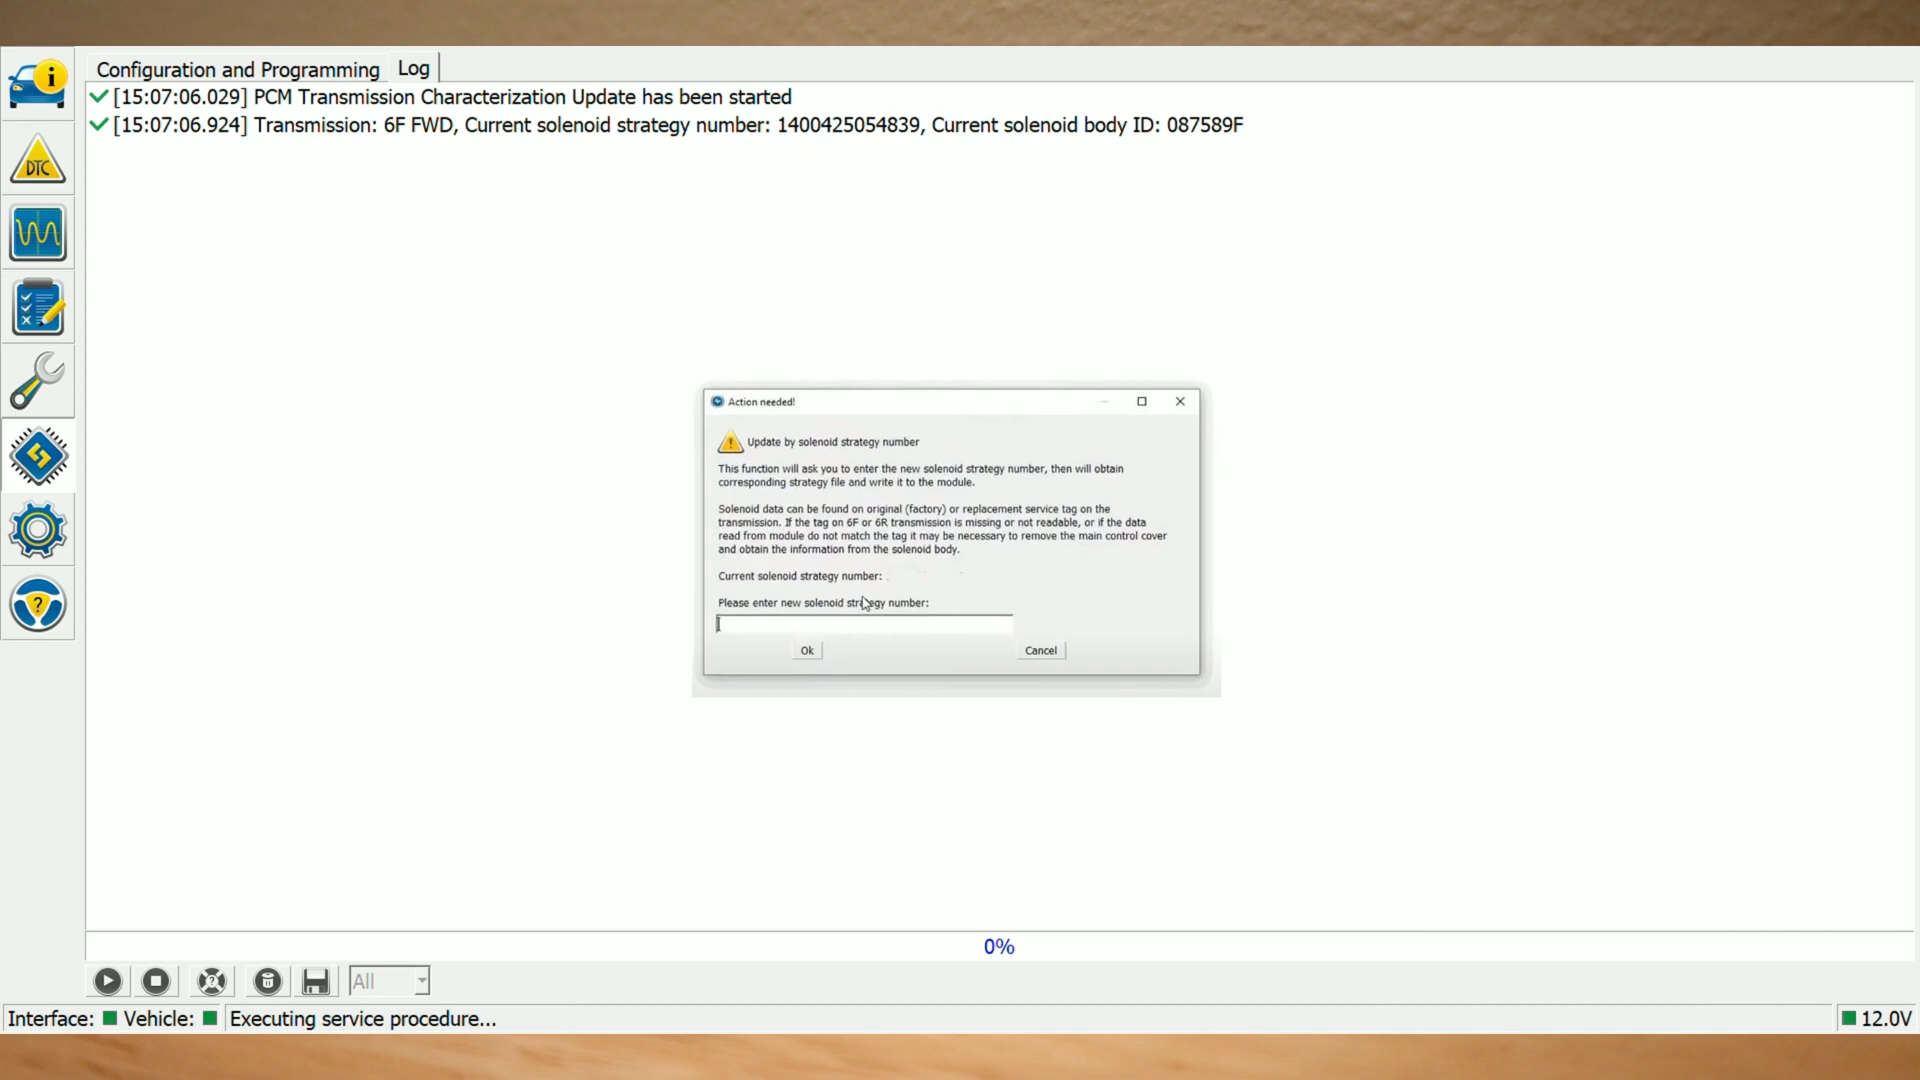 Configuration and Programming Log
[15:07:06.029] PCM Transmission Characterization Update has been started
[15:07:06.924] Transmission: 6F FWD, Current solenoid strategy number: 1400425054839, Current solenoid body ID: 087589F
DTC
Action needed!
Update by solenoid strategy number
This function will ask you to enter the new solenoid strategy number, then will obtain
corresponding strategy file and write it to the module.
Solenoid data can be found on original (factory) or replacement service tag on the
transmission. If the tag on 6F or 6R transmission is missing or not readable, or if the data
read from module do not match the tag it may be necessary to remove the main control cover
and obtain the information from the solenoid body.
Current solenoid strategy number:
Please enter new solenoid strategy number:
Ok Cancel
0%
All
Interface: Vehicle: Executing service procedure... 12.0V